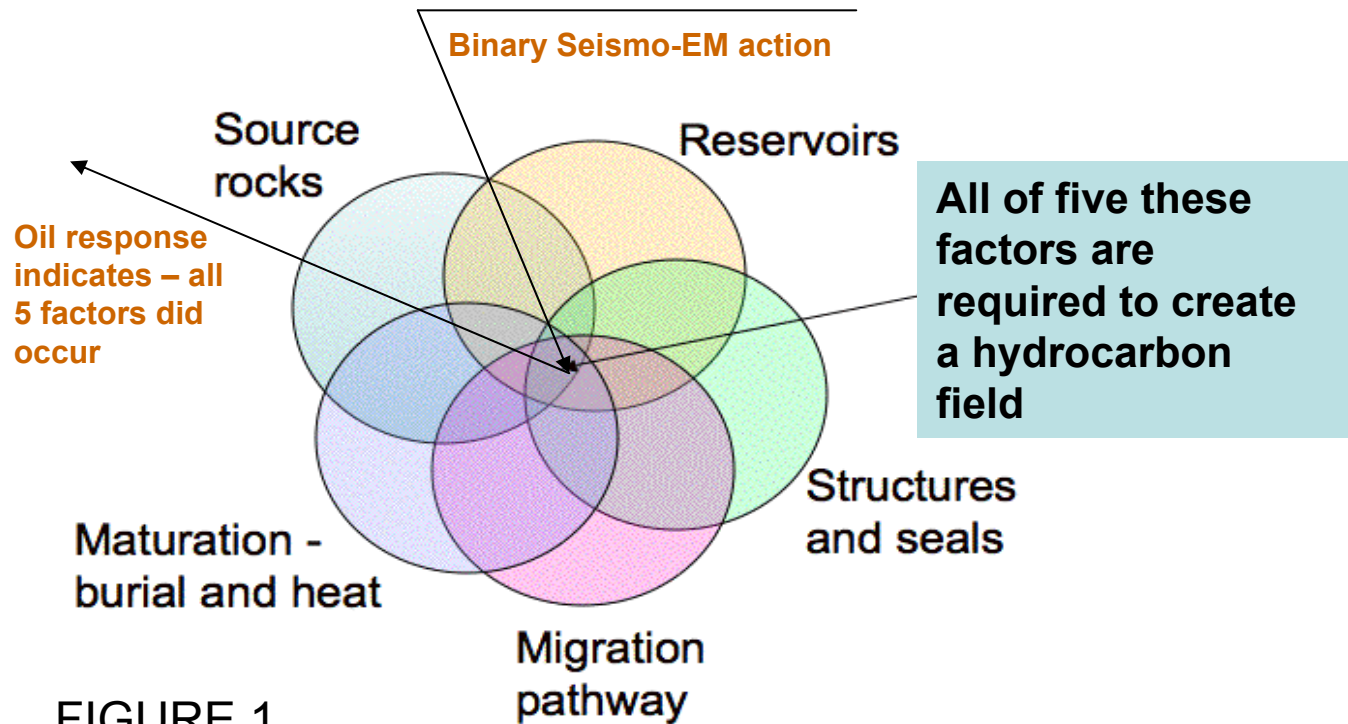 Binary Seismo-EM action
Source
rocks
Reservoirs
All of five these
factors are
required to create
a hydrocarbon
field
Oil response
indicates – all
5 factors did
occur
Structures
and seals
Maturation -
burial and heat
Migration
pathway
FIGURE 1